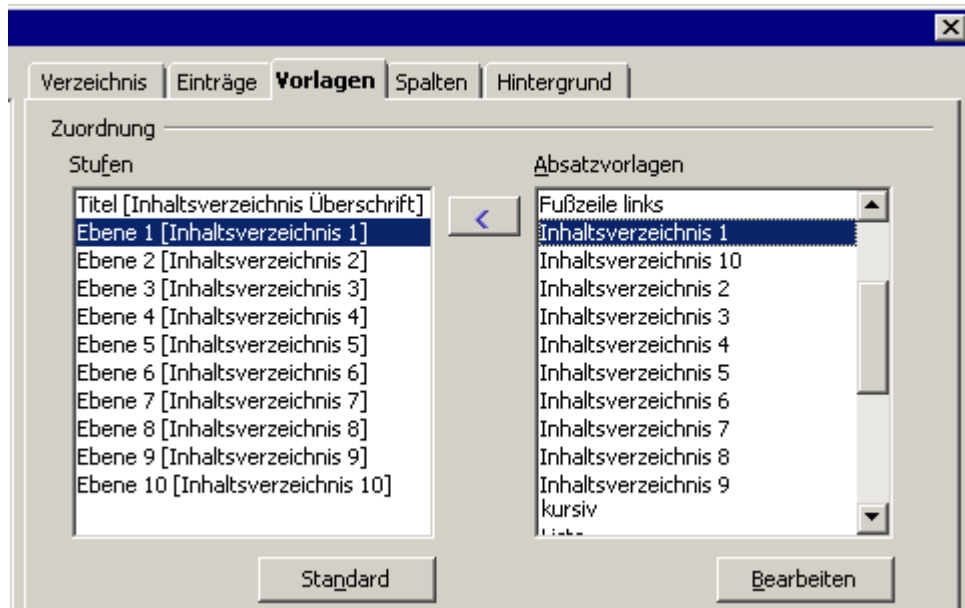 Verzeichnis Einträge Vorlagen Spalten Hintergrund
Zuordnung
Stufen
Titel [Inhaltsverzeichnis Überschrift]
Ebene 1 [Inhaltsverzeichnis 1]
Ebene 2 [Inhaltsverzeichnis 2]
Ebene 3 [Inhaltsverzeichnis 3]
Ebene 4 [Inhaltsverzeichnis 4]
Ebene 5 [Inhaltsverzeichnis 5]
Ebene 6 [Inhaltsverzeichnis 6]
Ebene 7 [Inhaltsverzeichnis 7]
Ebene 8 [Inhaltsverzeichnis 8]
Ebene 9 [Inhaltsverzeichnis 9]
Ebene 10 [Inhaltsverzeichnis 10]
Standard
<
Absatzvorlagen
Fußzeile links
Inhaltsverzeichnis 1
Inhaltsverzeichnis 10
Inhaltsverzeichnis 2
Inhaltsverzeichnis 3
Inhaltsverzeichnis 4
Inhaltsverzeichnis 5
Inhaltsverzeichnis 6
Inhaltsverzeichnis 7
Inhaltsverzeichnis 8
Inhaltsverzeichnis 9
kursiv
Bearbeiten